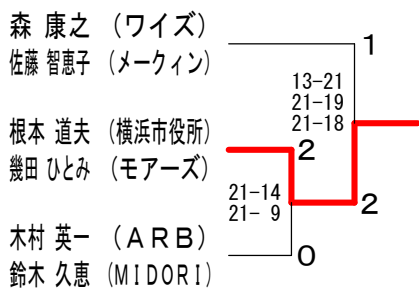 森 康之 (ワイズ)
佐藤 智恵子 (メークィン)
1
13-21
21-19
21-18
根本 道夫 (横浜市役所)
幾田 ひとみ (モアーズ)
2
21-14
21- 9
2
木村 英一 (ARB)
鈴木 久恵 (MIDORI)
0